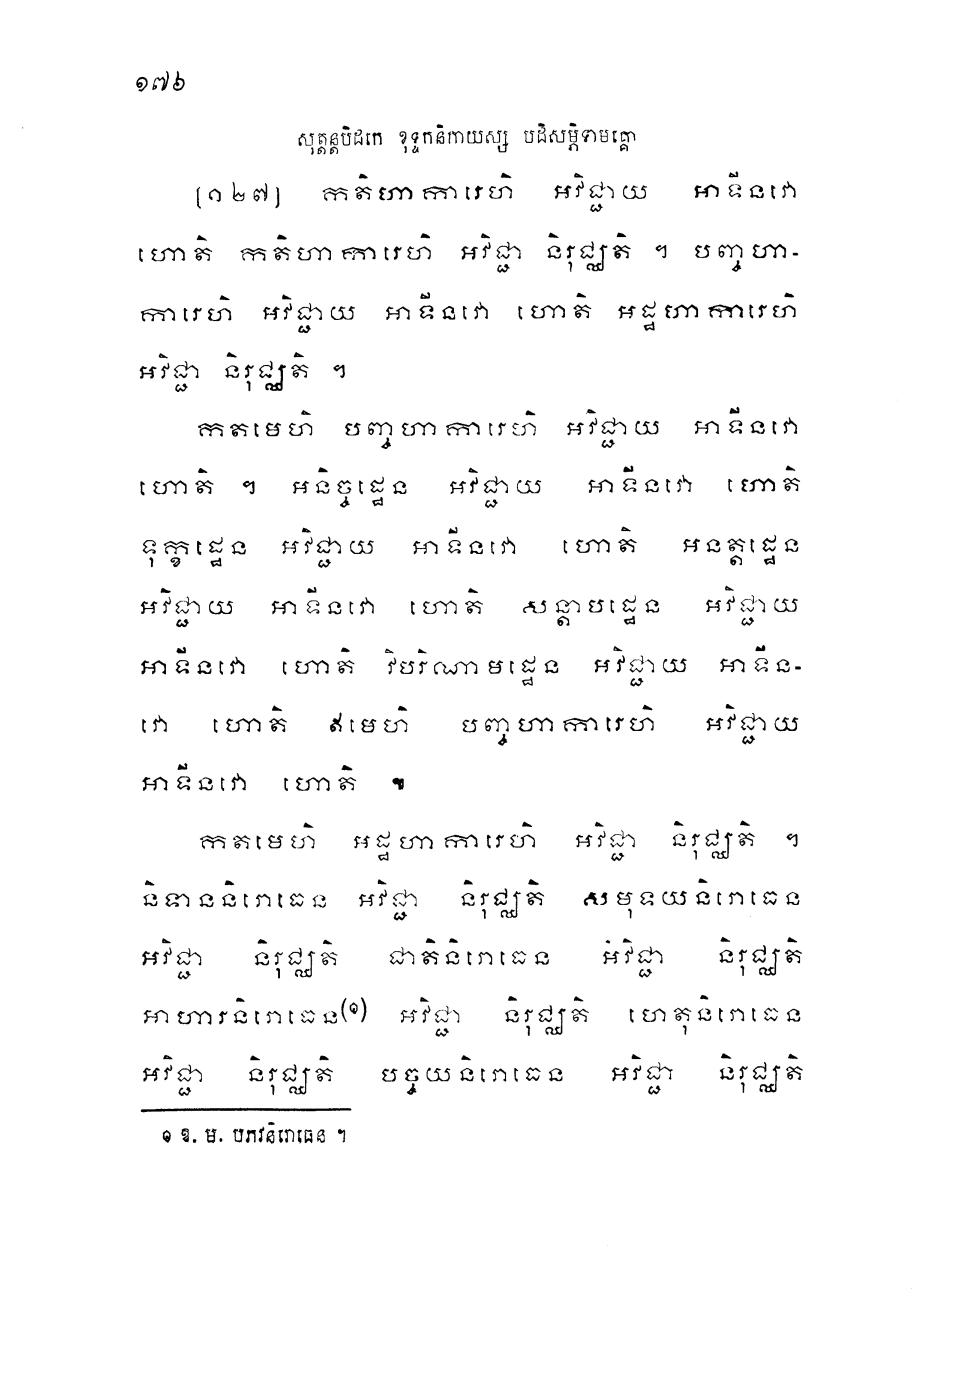 ១៧៦
សុត្តន្តបិដកេ ខុទ្ទកនិកាយស្ស បដិសម្ភិទាមគ្គោ
[១២៧] កតិហាការេហិ អវិជ្ជាយ អាទីនវោ
ហោតិ កតិហាការេហិ អវិជ្ជា និរុជ្ឈតិ ។ បញ្ចហា-
ការេហិ អវិជ្ជាយ អាទីនវោ ហោតិ អដ្ឋហាការេហិ
អវិជ្ជា និរុជ្ឈតិ ។
កតមេហិ បញ្ចហាការេហិ អវិជ្ជាយ អាទីនវោ
ហោតិ ។ អនិច្ចដ្ឋេន អវិជ្ជាយ អាទីនវោ ហោតិ
ទុក្ខដ្ឋេន អវិជ្ជាយ អាទីនវោ ហោតិ អនត្តដ្ឋេន
អវិជ្ជាយ អាទីនវោ ហោតិ សន្តាបដ្ឋេន អវិជ្ជាយ
អាទីនវោ ហោតិ វិបរិណាមដ្ឋេន អវិជ្ជាយ អាទីន-
វោ ហោតិ ឥមេហិ បញ្ចហាការេហិ អវិជ្ជាយ
អាទីនវោ ហោតិ ៕
កតមេហិ អដ្ឋហាការេហិ អវិជ្ជា និរុជ្ឈតិ ។
និទាននិរោធេន អវិជ្ជា និរុជ្ឈតិ សមុទយនិរោធេន
អវិជ្ជា និរុជ្ឈតិ ជាតិនិរោធេន អវិជ្ជា និរុជ្ឈតិ
អាហារនិរោធេន(១) អវិជ្ជា និរុជ្ឈតិ ហេតុនិរោធេន
អវិជ្ជា និរុជ្ឈតិ បច្ចយនិរោធេន អវិជ្ជា និរុជ្ឈតិ
១ ឱ. ម. បភវនិរោធេន ។